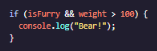 if (isFurry && weight > 100) {
  console.log("Bear!");
}